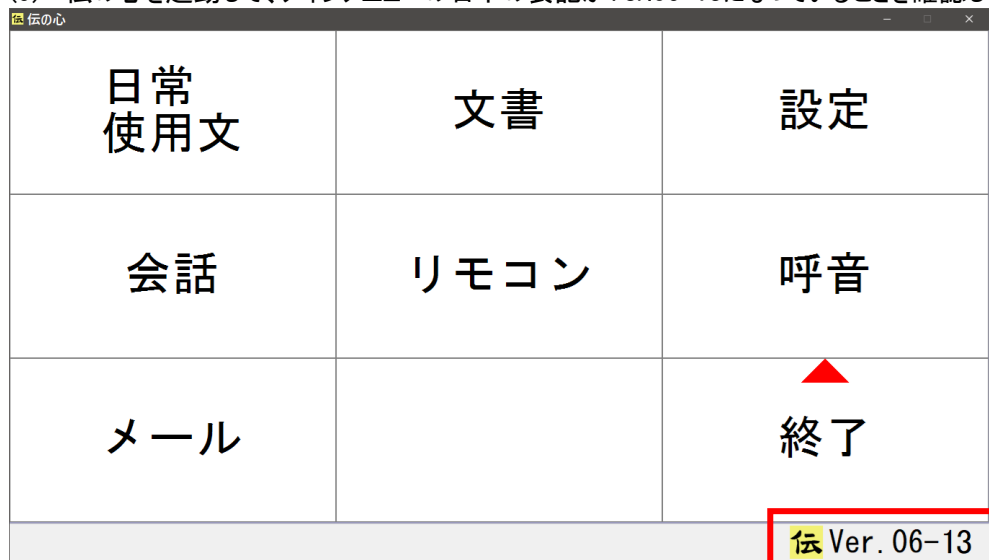 伝の心
日常
使用文
文書
設定
会話
リモコン
呼音
メール
終了
伝 Ver.06-13